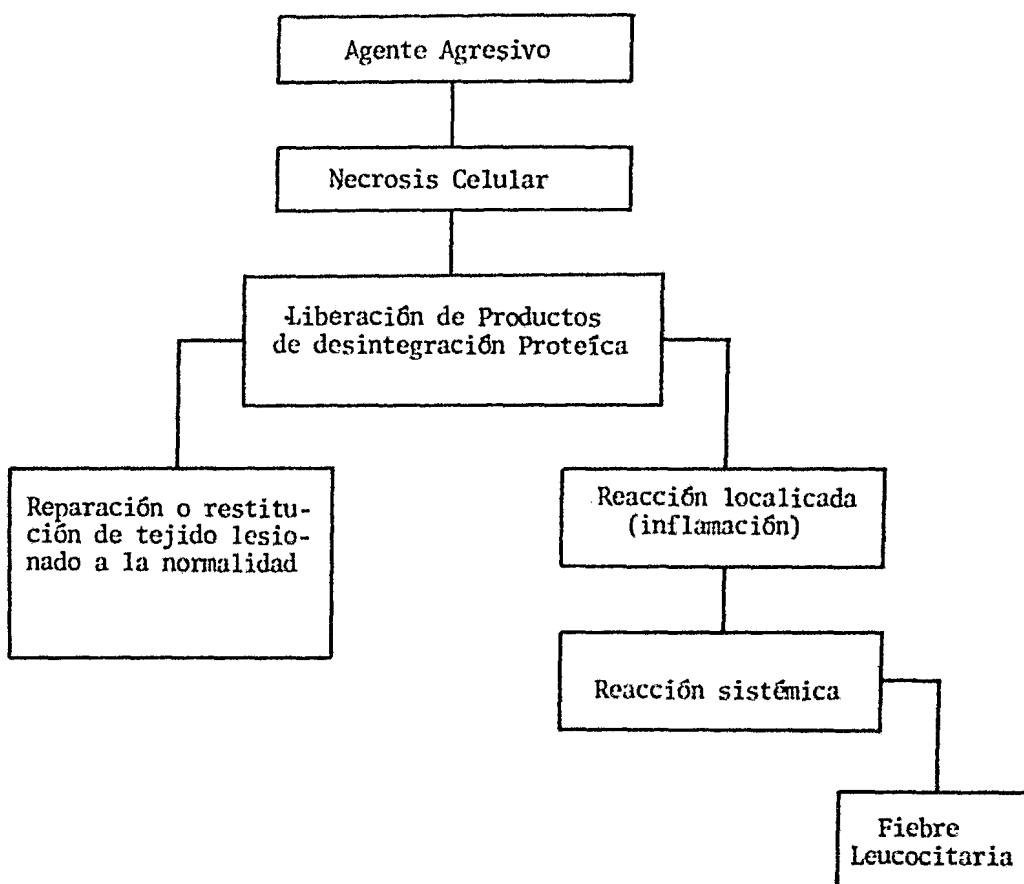 Agente Agresivo
Necrosis Celular
Liberación de Productos
de desintegración Proteíca
Reparación o restitu-
ción de tejido lesio-
nado a la normalidad
Reacción localicada
(inflamación)
Reacción sistémica
Fiebre
Leucocitaria